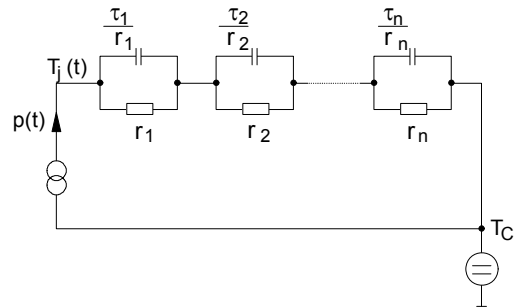 τ1/r1
τ2/r2
τn/rn
Tj (t)
r1
r2
rn
p(t)
TC